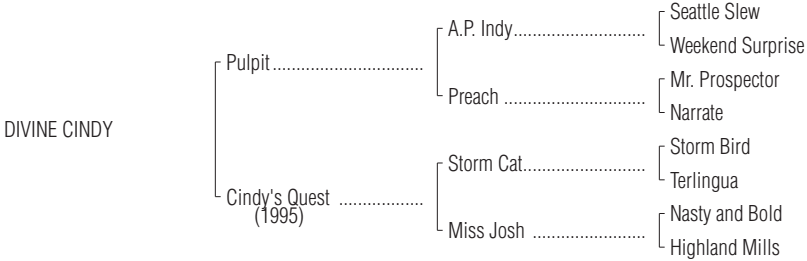 Seattle Slew
A.P. Indy..............................
Weekend Surprise
Pulpit..................................
Mr. Prospector
Preach ................................
Narrate
DIVINE CINDY
Storm Bird
Storm Cat............................
Terlingua
Cindy's Quest ...................
(1995)
Nasty and Bold
Miss Josh ..........................
Highland Mills